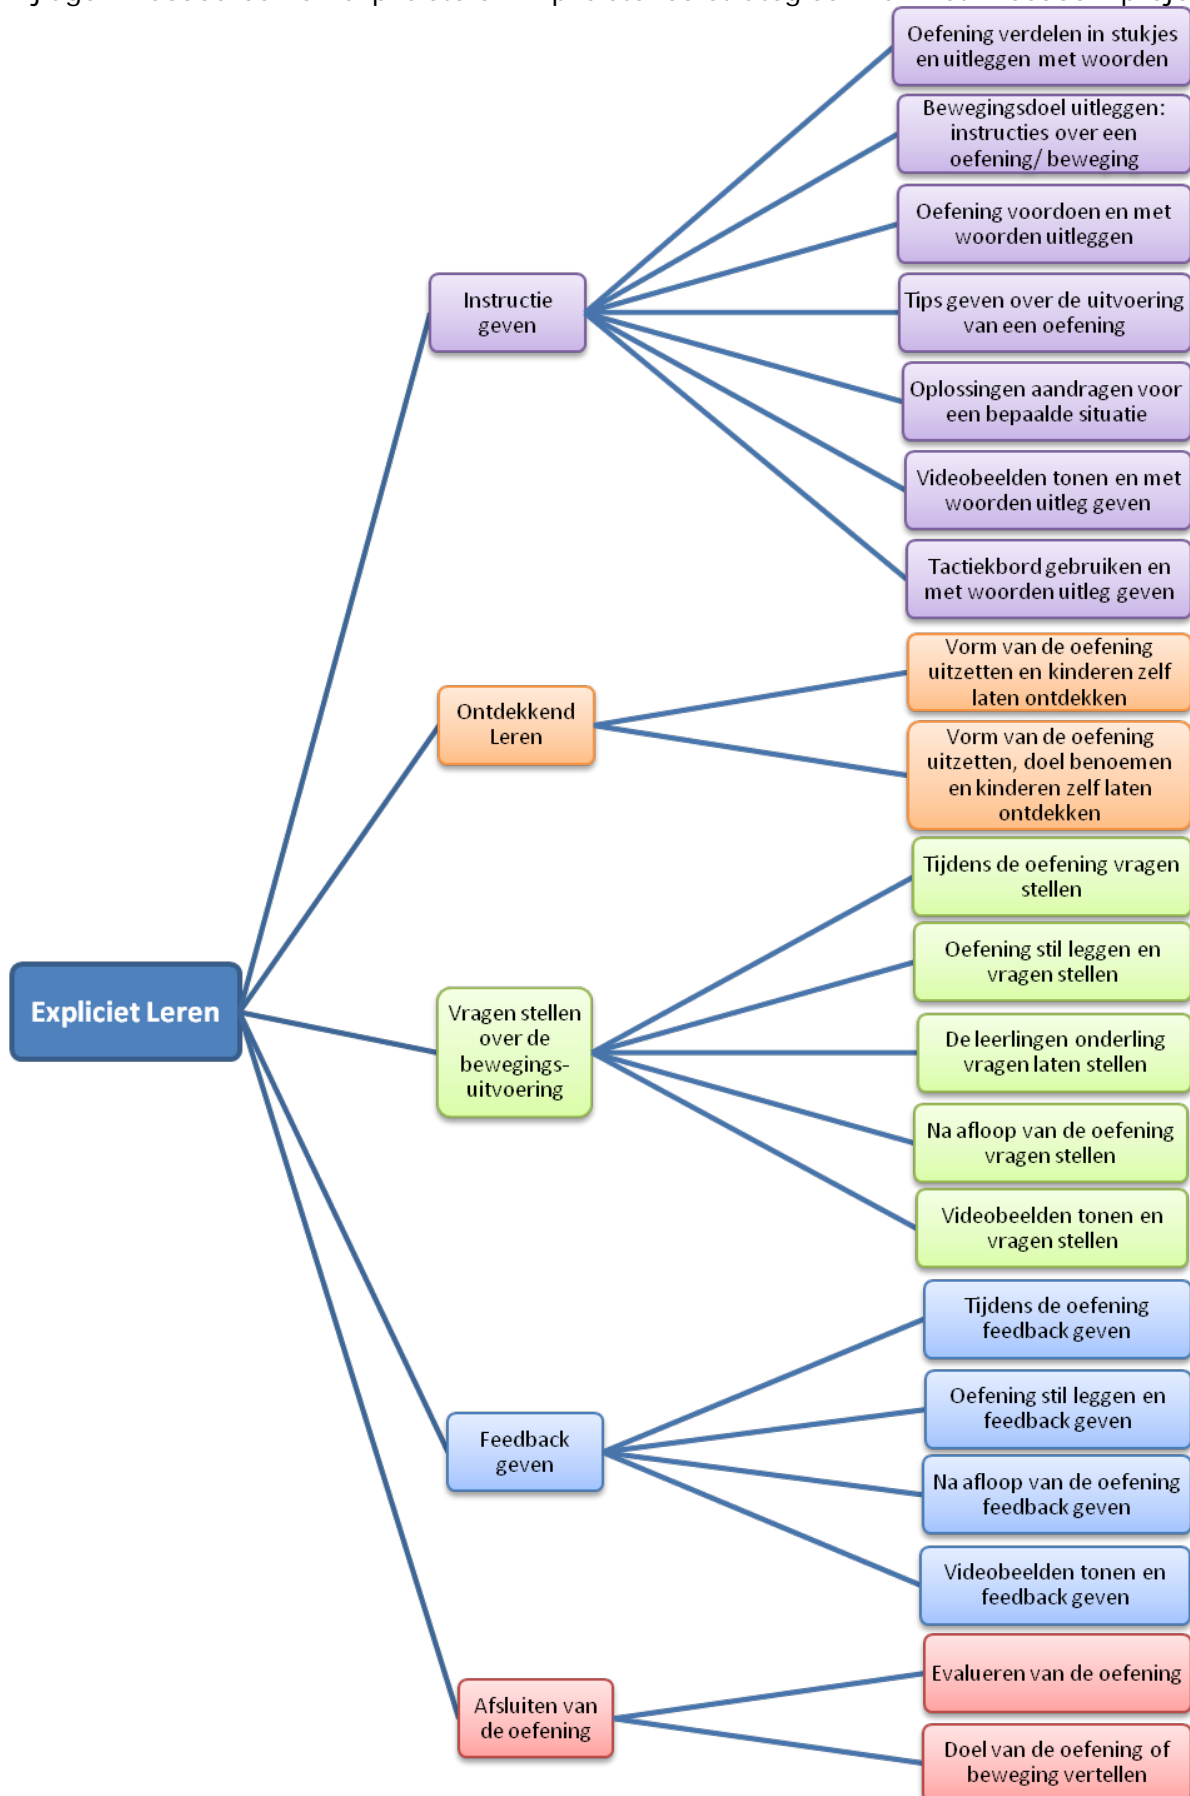 Oefening verdelen in stukjes
en uitleggen met woorden
Bewegingsdoel uitleggen:
instructies over een
oefening/ beweging
Oefening voordoen en met
woorden uitleggen
Instructie
geven
Tips geven over de uitvoering
van een oefening
Oplossingen aandragen voor
een bepaalde situatie
Videobeelden tonen en met
woorden uitleg geven
Tactiekbord gebruiken en
met woorden uitleg geven
Ontdekkend
Leren
Vorm van de oefening
uitzetten en kinderen zelf
laten ontdekken
Vorm van de oefening
uitzetten, doel benoemen
en kinderen zelf laten
ontdekken
Expliciet Leren
Vragen stellen
over de
bewegings-
uitvoering
Tijdens de oefening vragen
stellen
Oefening stil leggen en
vragen stellen
De leerlingen onderling
vragen laten stellen
Na afloop van de oefening
vragen stellen
Videobeelden tonen en
vragen stellen
Feedback
geven
Tijdens de oefening
feedback geven
Oefening stil leggen en
feedback geven
Na afloop van de oefening
feedback geven
Videobeelden tonen en
feedback geven
Afsluiten van
de oefening
Evalueren van de oefening
Doel van de oefening of
beweging vertellen